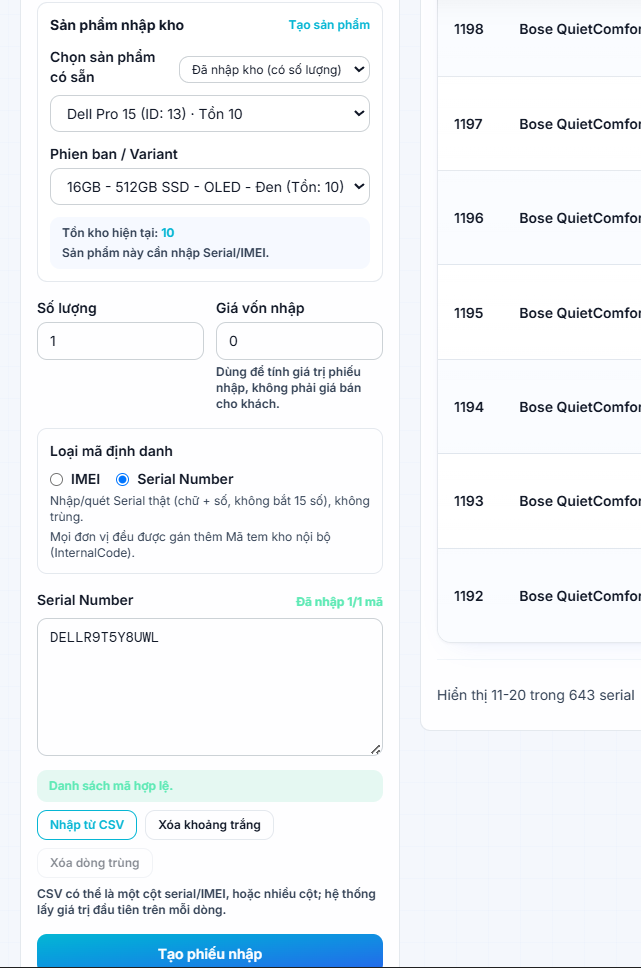 Sản phẩm nhập kho
Tạo sản phẩm
Chọn sản phẩm
có sẵn
Đã nhập kho (có số lượng)
Dell Pro 15 (ID: 13) · Tồn 10
Phien ban / Variant
16GB - 512GB SSD - OLED - Đen (Tồn: 10)
Tồn kho hiện tại: 10
Sản phẩm này cần nhập Serial/IMEI.
Số lượng
Giá vốn nhập
1
0
Dùng để tính giá trị phiếu
nhập, không phải giá bán
cho khách.
Loại mã định danh
IMEI
Serial Number
Nhập/quét Serial thật (chữ + số, không bắt 15 số), không
trùng.
Mọi đơn vị đều được gán thêm Mã tem kho nội bộ
(InternalCode).
Serial Number
Đã nhập 1/1 mã
DELLR9T5Y8UWL
Danh sách mã hợp lệ.
Nhập từ CSV
Xóa khoảng trắng
Xóa dòng trùng
CSV có thể là một cột serial/IMEI, hoặc nhiều cột; hệ thống
lấy giá trị đầu tiên trên mỗi dòng.
Tạo phiếu nhập
1198 Bose QuietComfor
1197 Bose QuietComfor
1196 Bose QuietComfor
1195 Bose QuietComfor
1194 Bose QuietComfor
1193 Bose QuietComfor
1192 Bose QuietComfor
Hiển thị 11-20 trong 643 serial